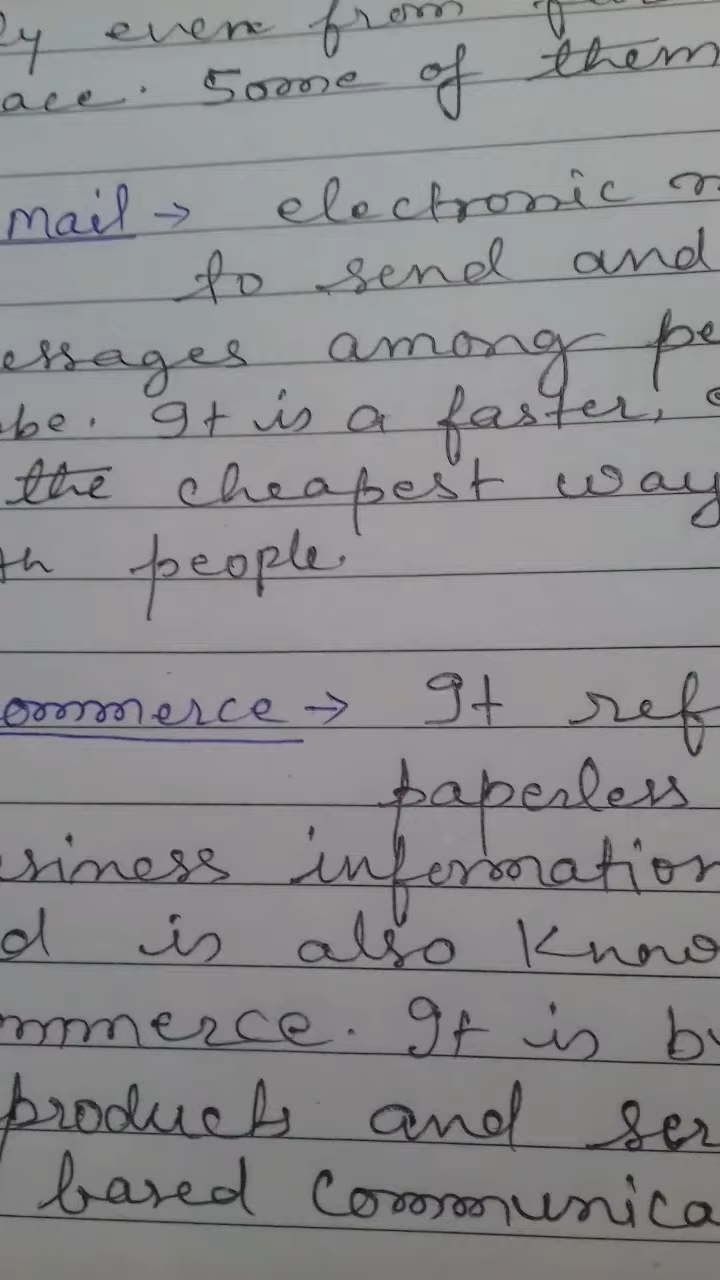 ly even from
ace. Some of them
mail → electronic m
to send and
essages among pe
be. It is a faster,
the cheapest way
th people.
ommerce → It ref
paperless
siness information
d is also Know
mmerce. It is bu
products and ser
based Communica